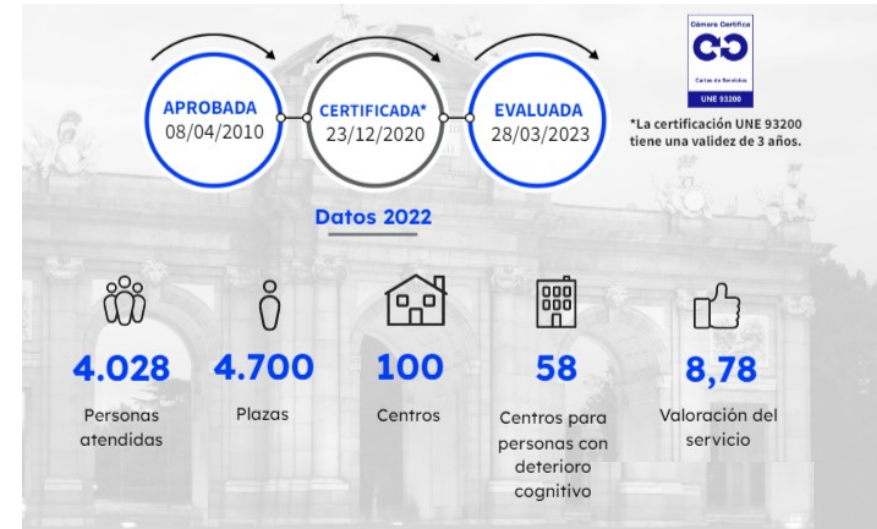 Cámara Certifica
Cartas de Servicios
UNE 93200
APROBADA
08/04/2010
CERTIFICADA*
23/12/2020
EVALUADA
28/03/2023
*La certificación UNE 93200
tiene una validez de 3 años.
Datos 2022
4.028
Personas
atendidas
4.700
Plazas
100
Centros
58
Centros para
personas con
deterioro
cognitivo
8,78
Valoración del
servicio